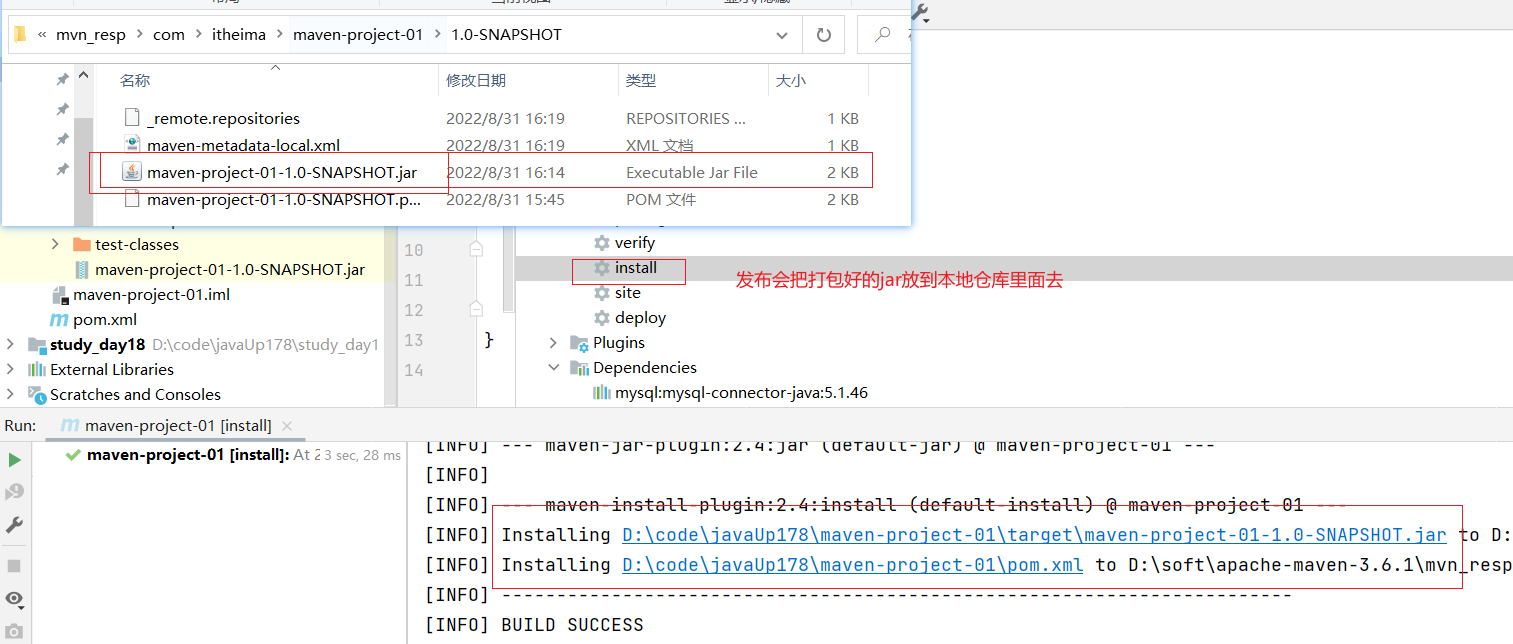 « mvn_resp > com > itheima > maven-project-01 > 1.0-SNAPSHOT
名称 修改日期 类型 大小
_remote.repositories 2022/8/31 16:19 REPOSITORIES ... 1 KB
maven-metadata-local.xml 2022/8/31 16:19 XML 文档 1 KB
maven-project-01-1.0-SNAPSHOT.jar 2022/8/31 16:14 Executable Jar File 2 KB
maven-project-01-1.0-SNAPSHOT.p... 2022/8/31 15:45 POM 文件 2 KB
test-classes
maven-project-01-1.0-SNAPSHOT.jar
maven-project-01.iml
pom.xml
study_day18 D:\code\javaUp178\study_day1
External Libraries
Scratches and Consoles
10
11
12
13 }
14
verify
install 发布会把打包好的jar放到本地仓库里面去
site
deploy
Plugins
Dependencies
mysql:mysql-connector-java:5.1.46
Run: maven-project-01 [install]
maven-project-01 [install]: At 2 3 sec, 28 ms
[INFO] --- maven-jar-plugin:2.4:jar (default-jar) @ maven-project-01 ---
[INFO]
[INFO] --- maven-install-plugin:2.4:install (default-install) @ maven-project-01 ---
[INFO] Installing D:\code\javaUp178\maven-project-01\target\maven-project-01-1.0-SNAPSHOT.jar to D:
[INFO] Installing D:\code\javaUp178\maven-project-01\pom.xml to D:\soft\apache-maven-3.6.1\mvn_resp
[INFO] ------------------------------------------------------------------------
[INFO] BUILD SUCCESS